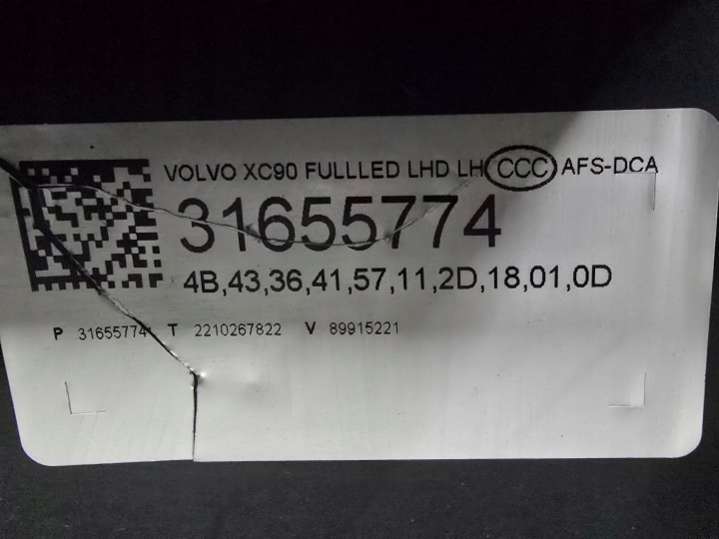 VOLVO XC90 FULLLED LHD LH CCC AFS-DCA
31655774
4B,43,36,41,57,11,2D,18,01,0D
P 31655774 T 2210267822 V 89915221